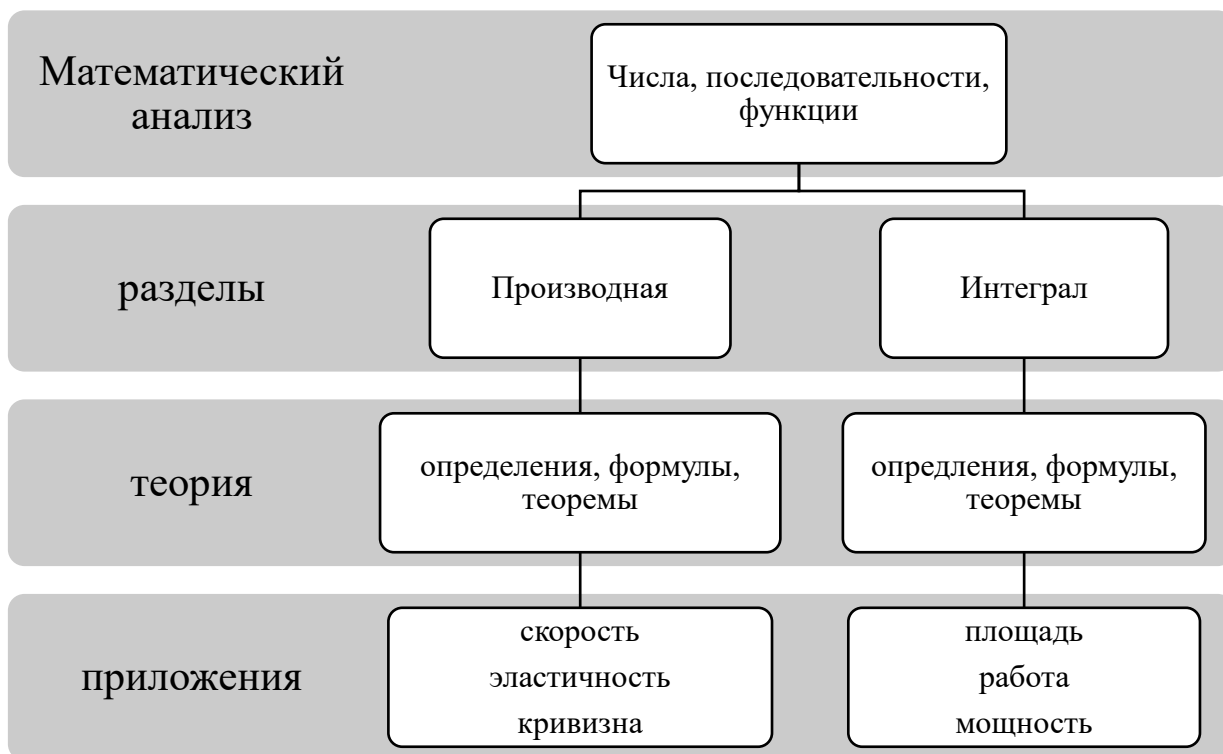 Математический
анализ
Числа, последовательности,
функции
разделы
Производная
Интеграл
теория
определения, формулы,
теоремы
опредления, формулы,
теоремы
приложения
скорость
эластичность
кривизна
площадь
работа
мощность